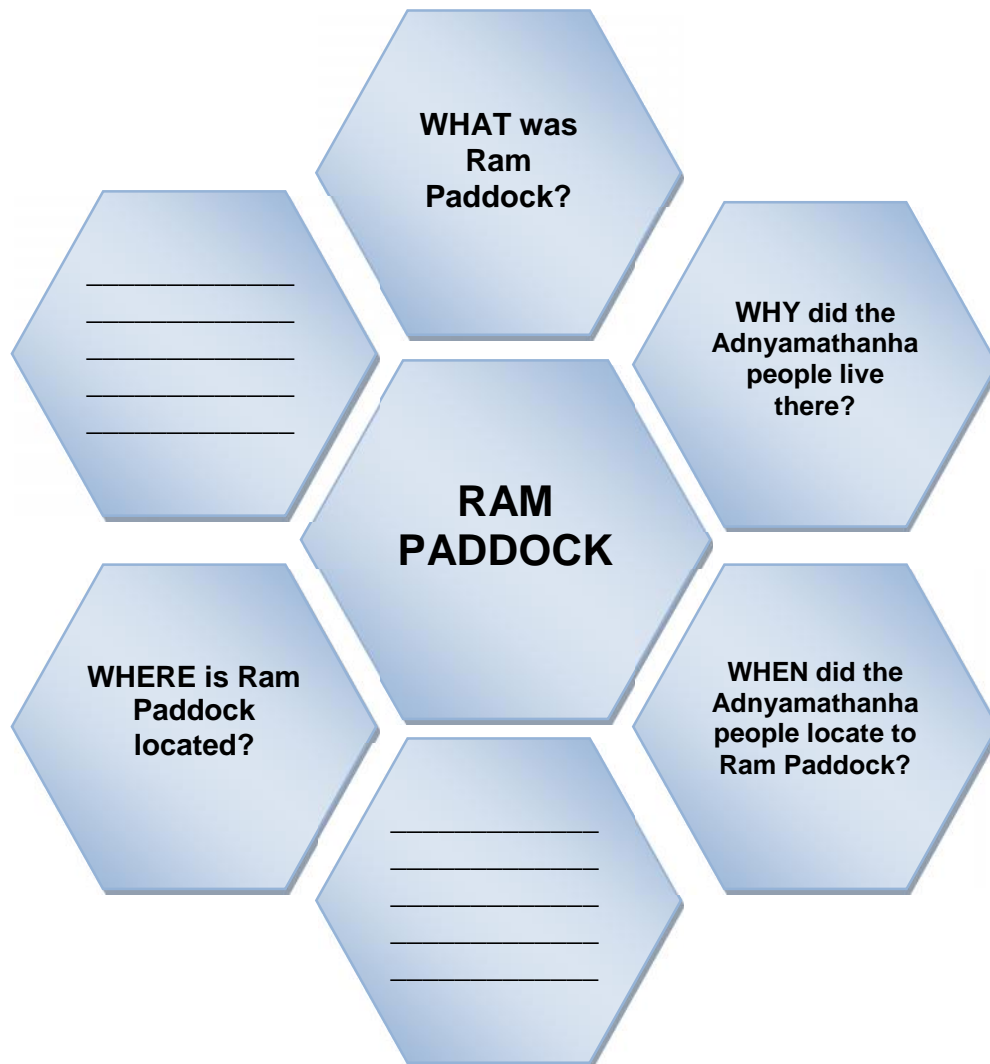 WHAT was
Ram
Paddock?
WHY did the
Adnyamathanha
people live
there?
RAM
PADDOCK
WHERE is Ram
Paddock
located?
WHEN did the
Adnyamathanha
people locate to
Ram Paddock?